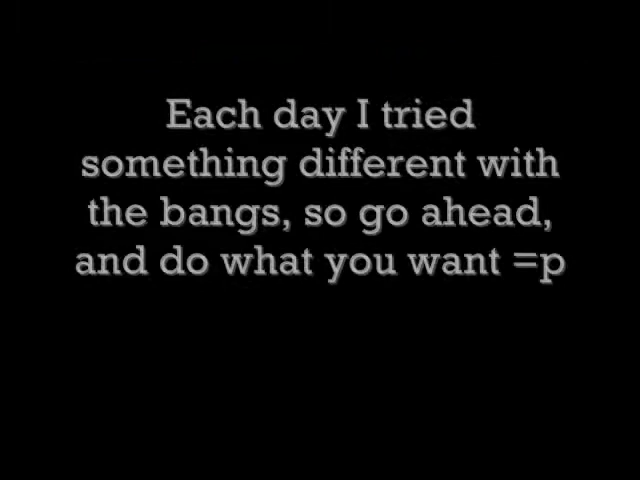 Each day I tried
something different with
the bangs, so go ahead,
and do what you want =p